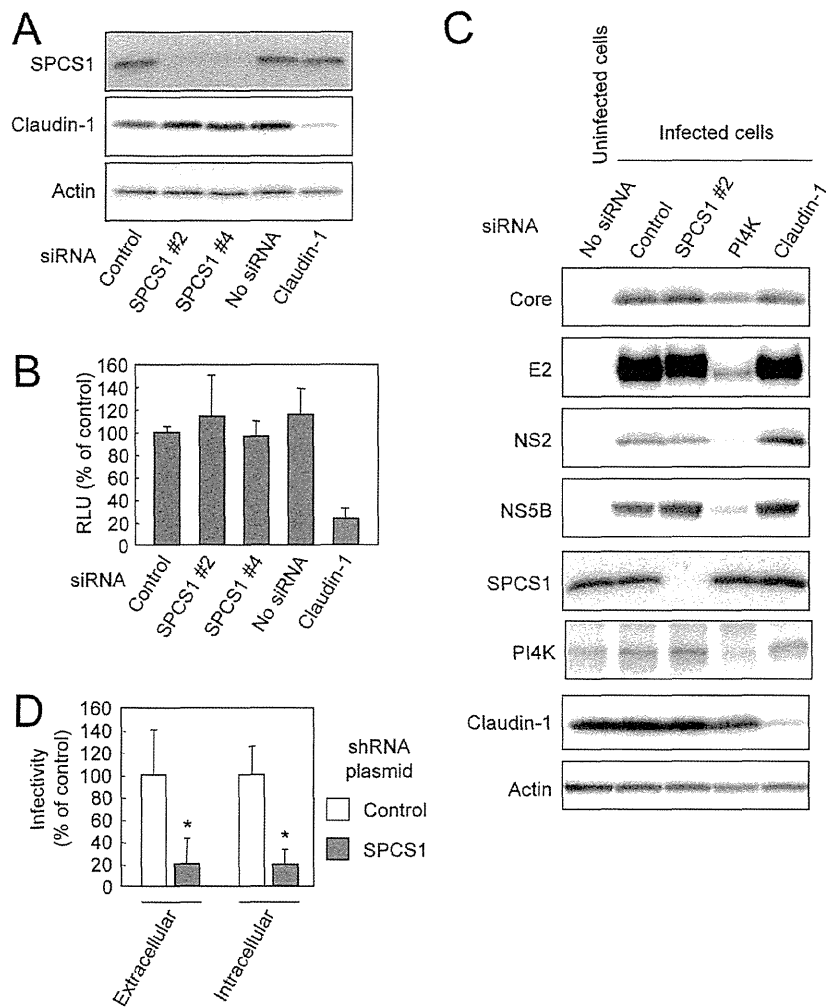 A
SPCS1
Claudin-1
Actin
siRNA
Control
SPCS1 #2
SPCS1 #4
No siRNA
Claudin-1
B
RLU (% of control)
160
140
120
100
80
60
40
20
0
siRNA
Control
SPCS1 #2
SPCS1 #4
No siRNA
Claudin-1
C
Uninfected cells
Infected cells
siRNA
No siRNA
Control
SPCS1 #2
PI4K
Claudin-1
Core
E2
NS2
NS5B
SPCS1
PI4K
Claudin-1
Actin
D
Infectivity
(% of control)
160
140
120
100
80
60
40
20
0
*
*
Extracellular
Intracellular
shRNA
plasmid
Control
SPCS1